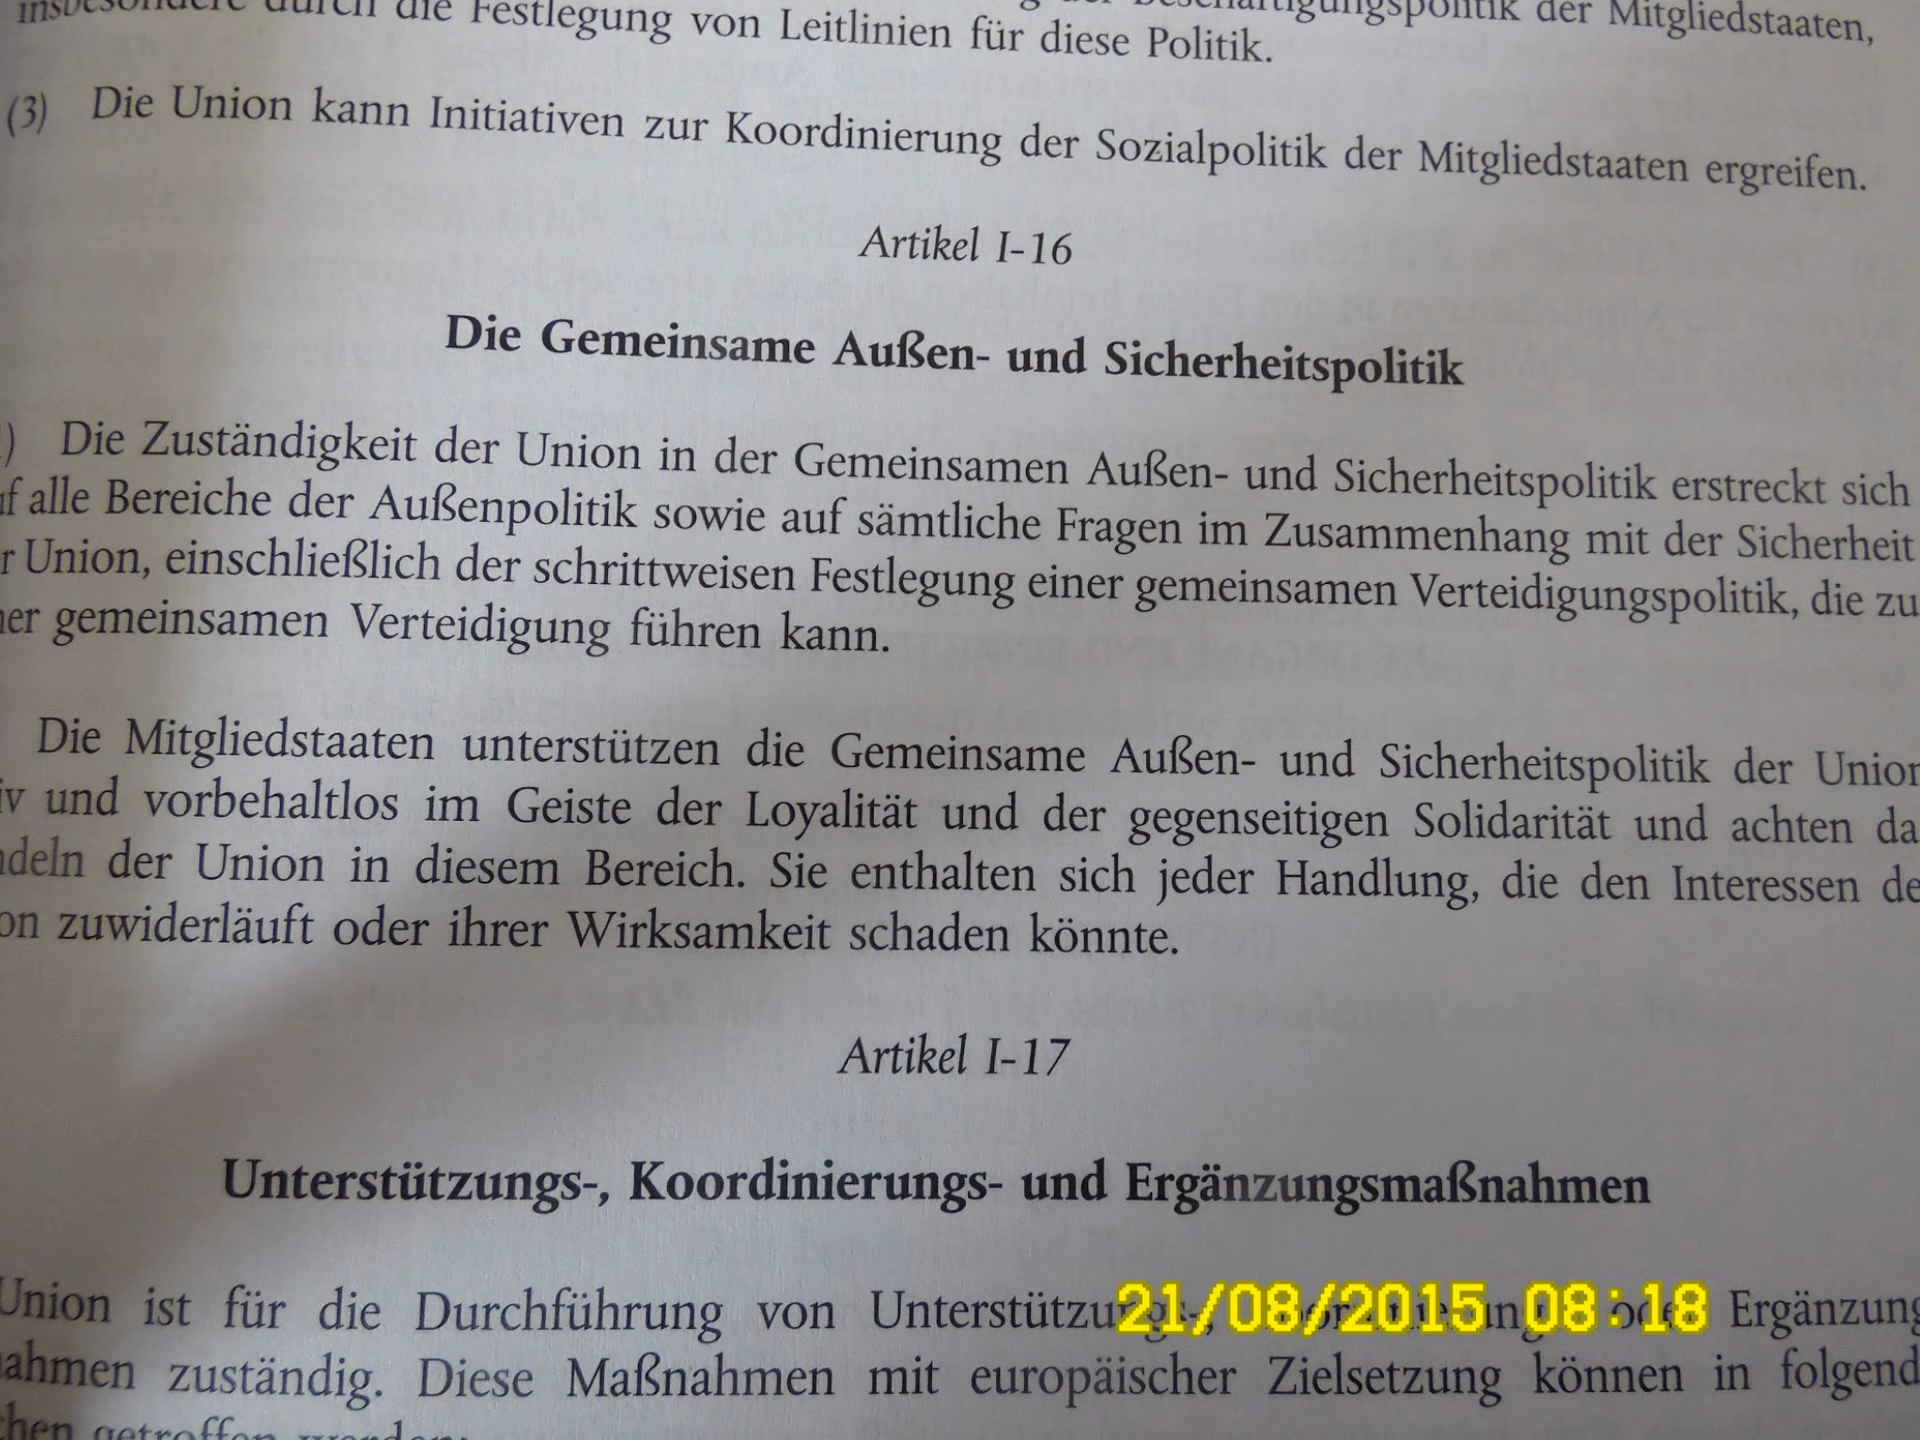 insbesondere durch die Festlegung von Leitlinien für diese Politik. der Mitgliedstaaten,
(3) Die Union kann Initiativen zur Koordinierung der Sozialpolitik der Mitgliedstaaten ergreifen.
Artikel I-16
Die Gemeinsame Außen- und Sicherheitspolitik
) Die Zuständigkeit der Union in der Gemeinsamen Außen- und Sicherheitspolitik erstreckt sich
f alle Bereiche der Außenpolitik sowie auf sämtliche Fragen im Zusammenhang mit der Sicherheit
r Union, einschließlich der schrittweisen Festlegung einer gemeinsamen Verteidigungspolitik, die zu
er gemeinsamen Verteidigung führen kann.
Die Mitgliedstaaten unterstützen die Gemeinsame Außen- und Sicherheitspolitik der Union
iv und vorbehaltlos im Geiste der Loyalität und der gegenseitigen Solidarität und achten da
deln der Union in diesem Bereich. Sie enthalten sich jeder Handlung, die den Interessen de
on zuwiderläuft oder ihrer Wirksamkeit schaden könnte.
Artikel I-17
Unterstützungs-, Koordinierungs- und Ergänzungsmaßnahmen
Union ist für die Durchführung von Ergänzung
21/08/2015 08:18
ahmen zuständig. Diese Maßnahmen mit europäischer Zielsetzung können in folgend